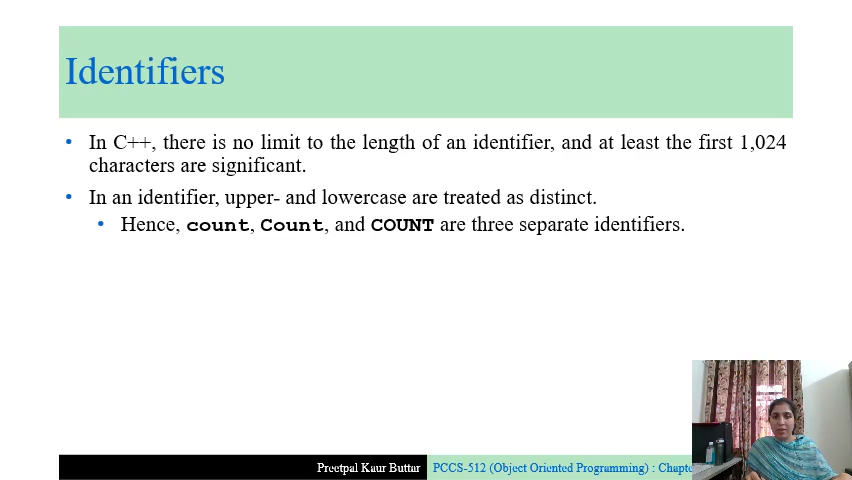 Identifiers
• In C++, there is no limit to the length of an identifier, and at least the first 1,024
characters are significant.
• In an identifier, upper- and lowercase are treated as distinct.
• Hence, count, Count, and COUNT are three separate identifiers.
Preetpal Kaur Buttar PCCS-512 (Object Oriented Programming) : Chapte